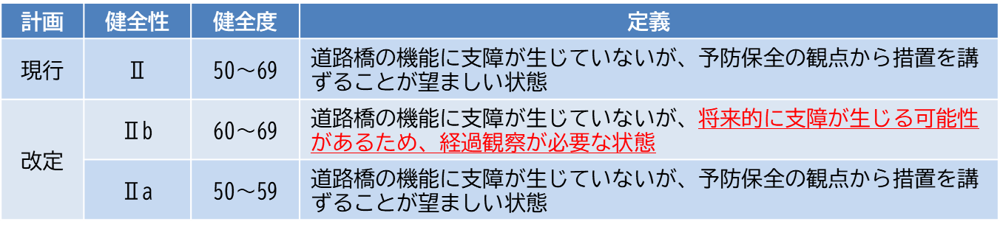 計画 健全性 健全度 定義
現行 Ⅱ 50～69 道路橋の機能に支障が生じていないが、予防保全の観点から措置を講
ずることが望ましい状態
改定 Ⅱb 60～69 道路橋の機能に支障が生じていないが、将来的に支障が生じる可能性
があるため、経過観察が必要な状態
Ⅱa 50～59 道路橋の機能に支障が生じていないが、予防保全の観点から措置を講
ずることが望ましい状態